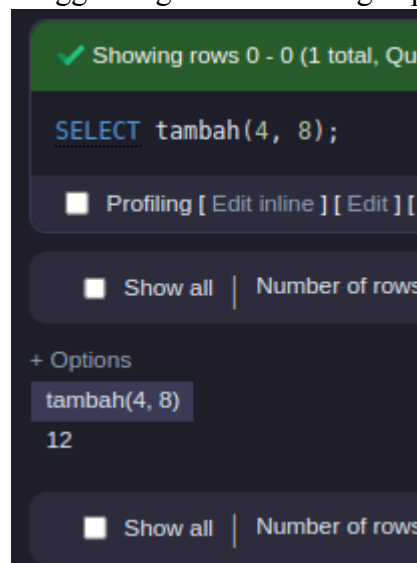 Showing rows 0 - 0 (1 total, Qu
SELECT tambah(4, 8);
Profiling [ Edit inline ] [ Edit ] [
Show all | Number of rows
+ Options
tambah(4, 8)
12
Show all | Number of rows